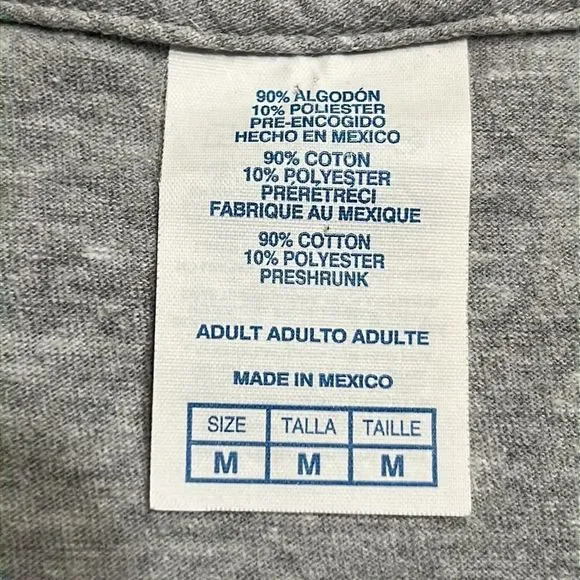 90% ALGODÓN
10% POLIESTER
PRE-ENCOGIDO
HECHO EN MEXICO
90% COTON
10% POLYESTER
PRÉRÉTRÉCI
FABRIQUE AU MEXIQUE
90% COTTON
10% POLYESTER
PRESHRUNK
ADULT ADULTO ADULTE
MADE IN MEXICO
SIZE TALLA TAILLE
M M M